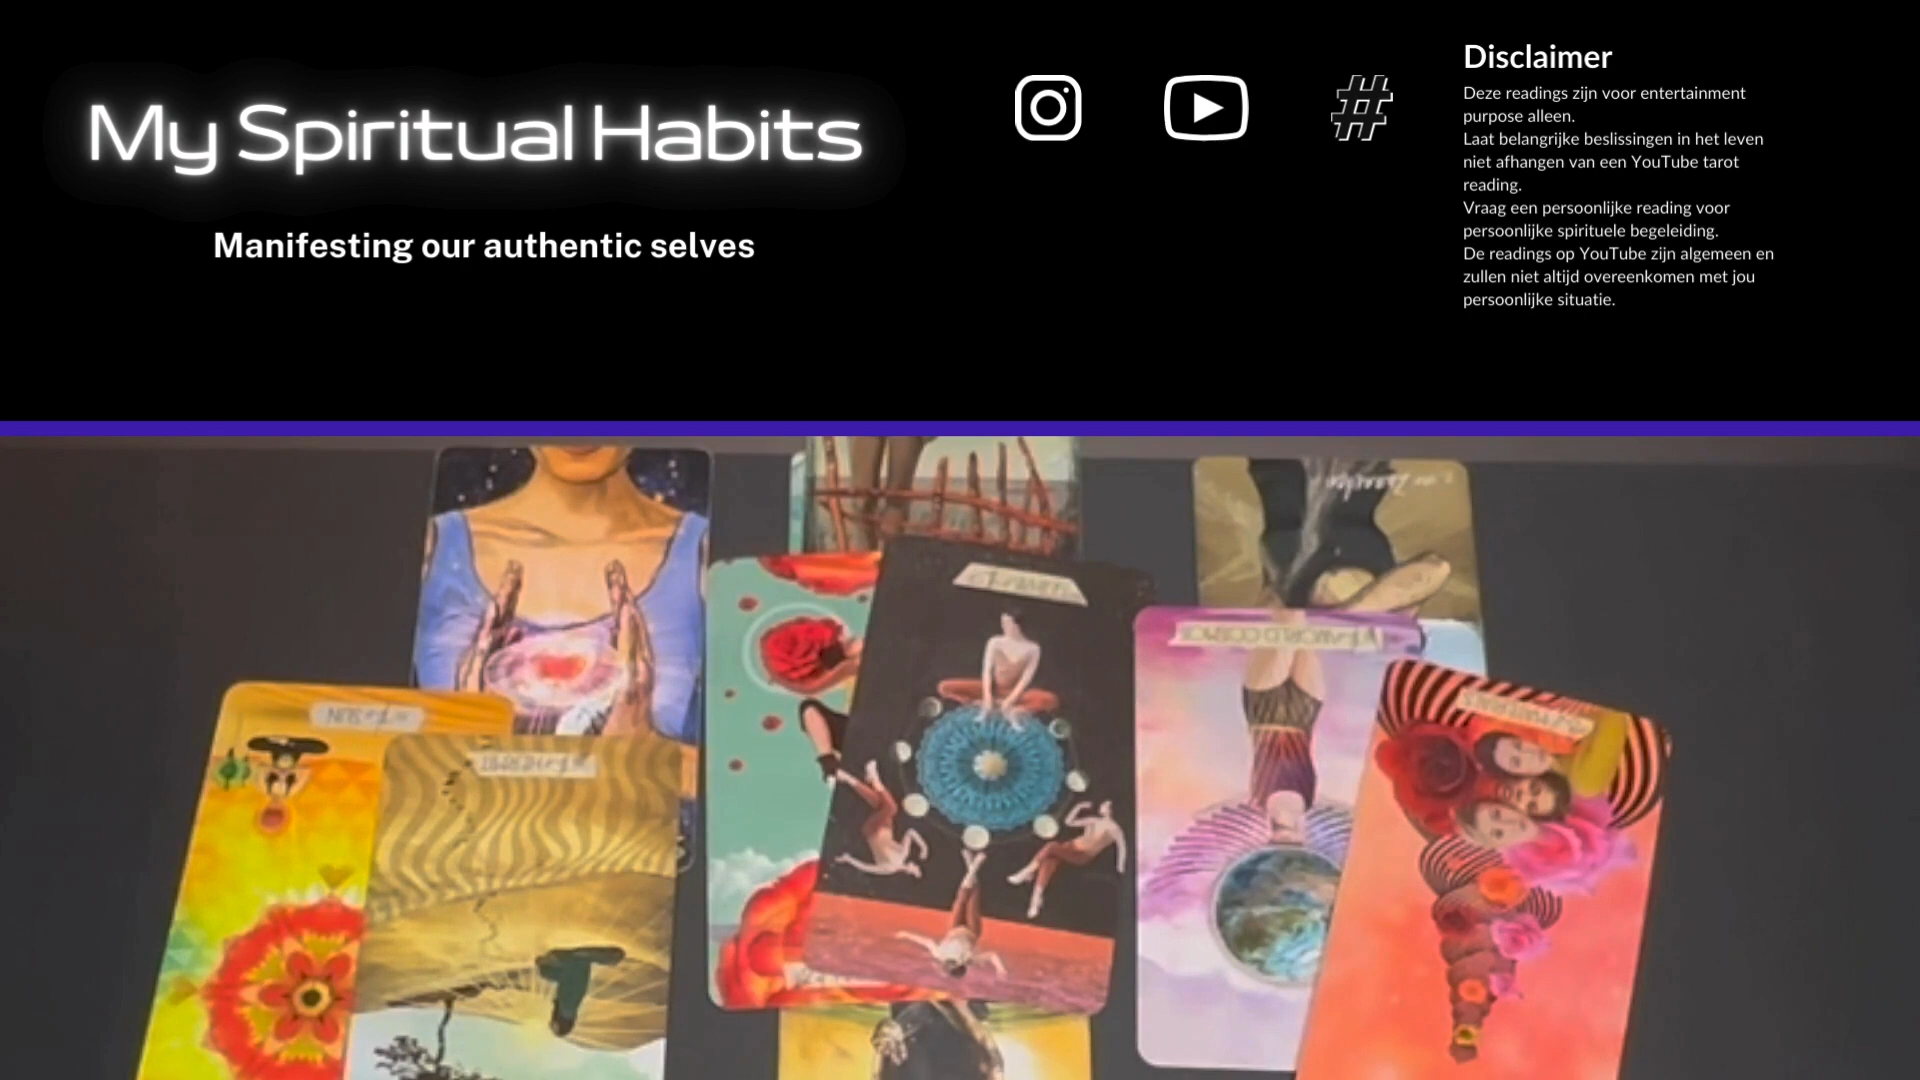 My Spiritual Habits
Manifesting our authentic selves
#
Disclaimer
Deze readings zijn voor entertainment
purpose alleen.
Laat belangrijke beslissingen in het leven
niet afhangen van een YouTube tarot
reading.
Vraag een persoonlijke reading voor
persoonlijke spirituele begeleiding.
De readings op YouTube zijn algemeen en
zullen niet altijd overeenkomen met jou
persoonlijke situatie.